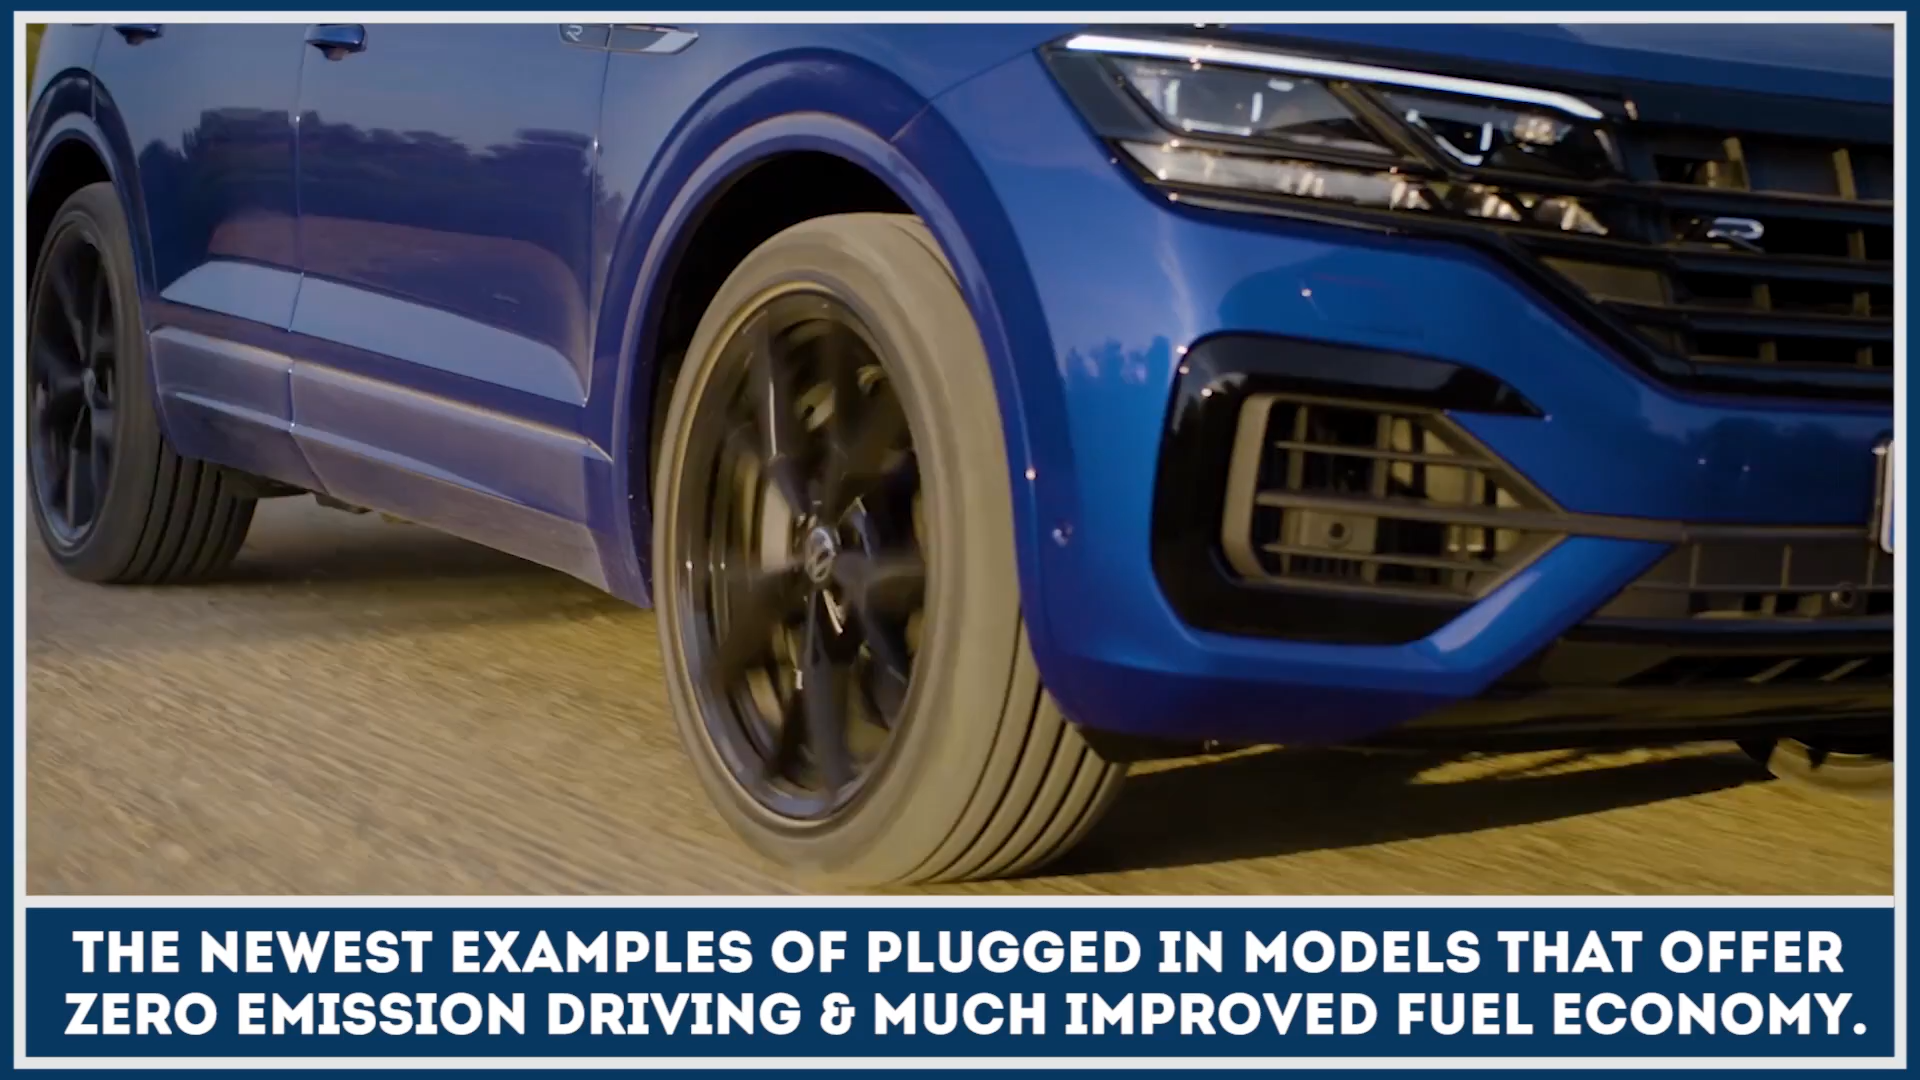 R
R
THE NEWEST EXAMPLES OF PLUGGED IN MODELS THAT OFFER
ZERO EMISSION DRIVING & MUCH IMPROVED FUEL ECONOMY.